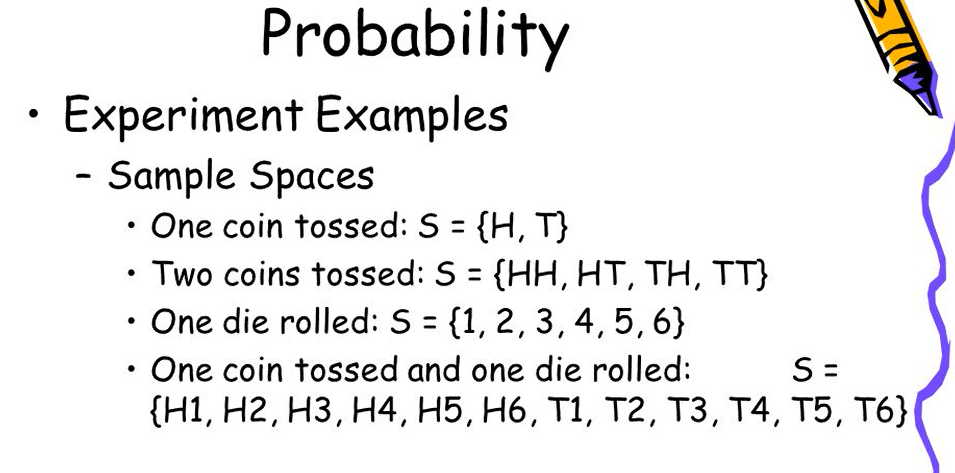 Probability
• Experiment Examples
– Sample Spaces
• One coin tossed: S = {H, T}
• Two coins tossed: S = {HH, HT, TH, TT}
• One die rolled: S = {1, 2, 3, 4, 5, 6}
• One coin tossed and one die rolled: S =
{H1, H2, H3, H4, H5, H6, T1, T2, T3, T4, T5, T6}